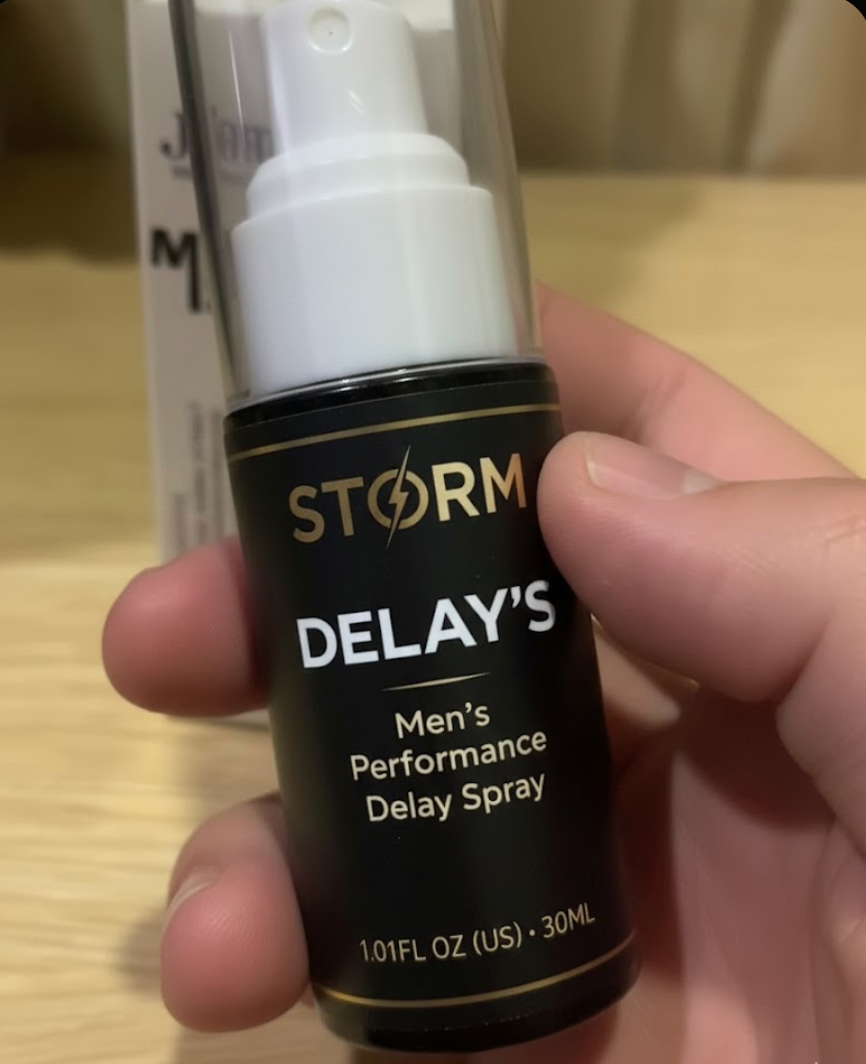 STORM
DELAY'S
Men's
Performance
Delay Spray
1.01FL OZ (US) • 30ML